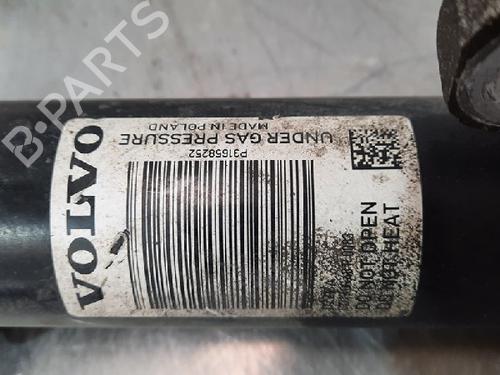 B-PARTS
VOLVO
UNDER GAS PRESSURE
MADE IN POLAND
P31658252
DO NOT OPEN
DO NOT HEAT